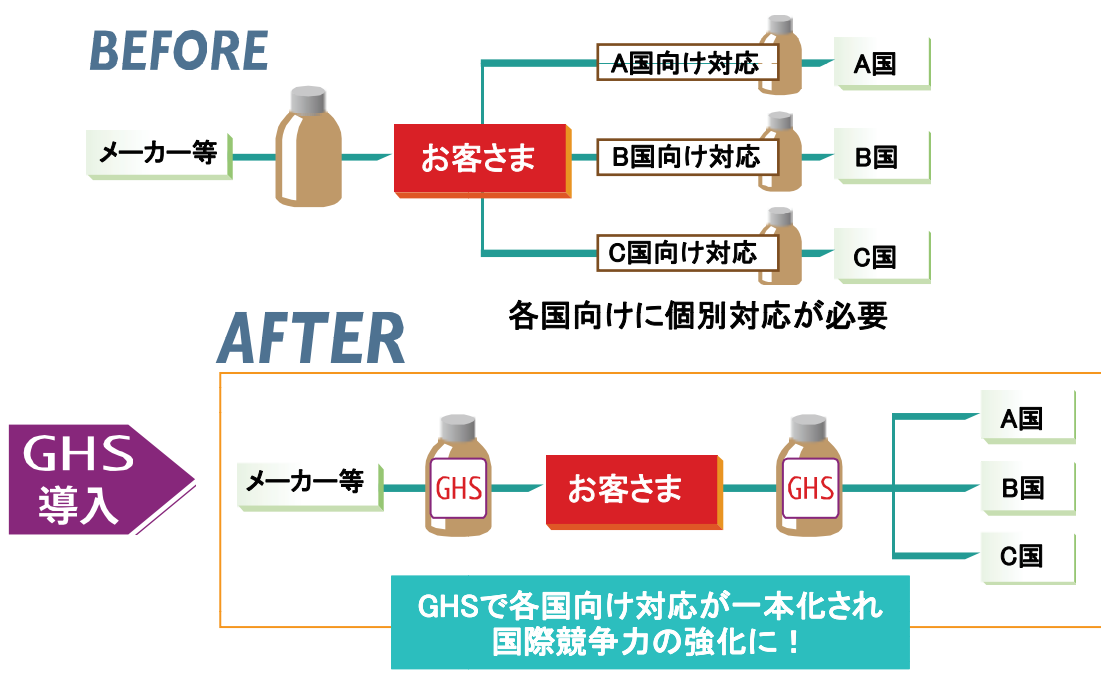 BEFORE
メーカー等
お客さま
A国向け対応
A国
B国向け対応
B国
C国向け対応
C国
各国向けに個別対応が必要
AFTER
GHS
導入
メーカー等
GHS
お客さま
GHS
A国
B国
C国
GHSで各国向け対応が一本化され
国際競争力の強化に！